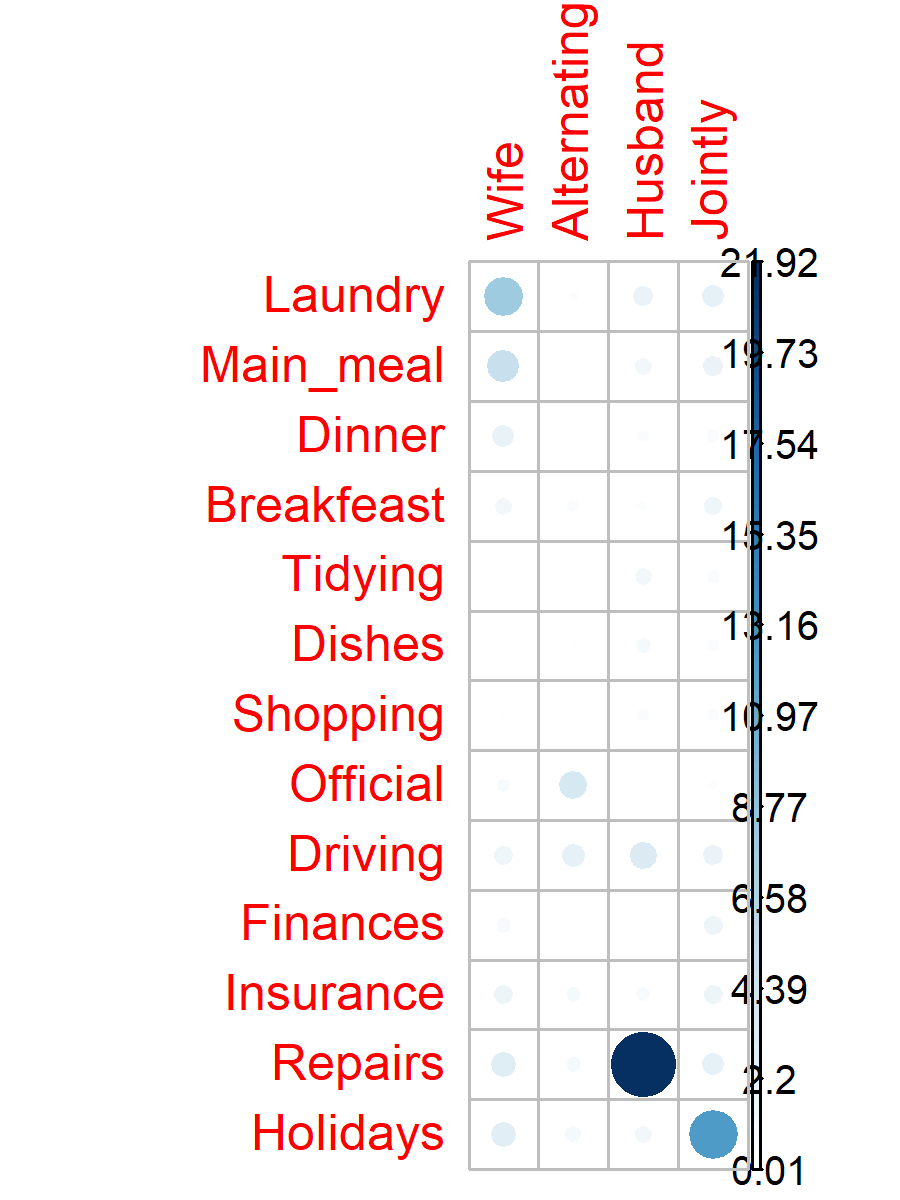 Wife
Alternating
Husband
Jointly
Laundry
Main_meal
Dinner
Breakfeast
Tidying
Dishes
Shopping
Official
Driving
Finances
Insurance
Repairs
Holidays
21.92
19.73
17.54
15.35
13.16
10.97
8.77
6.58
4.39
2.2
0.01